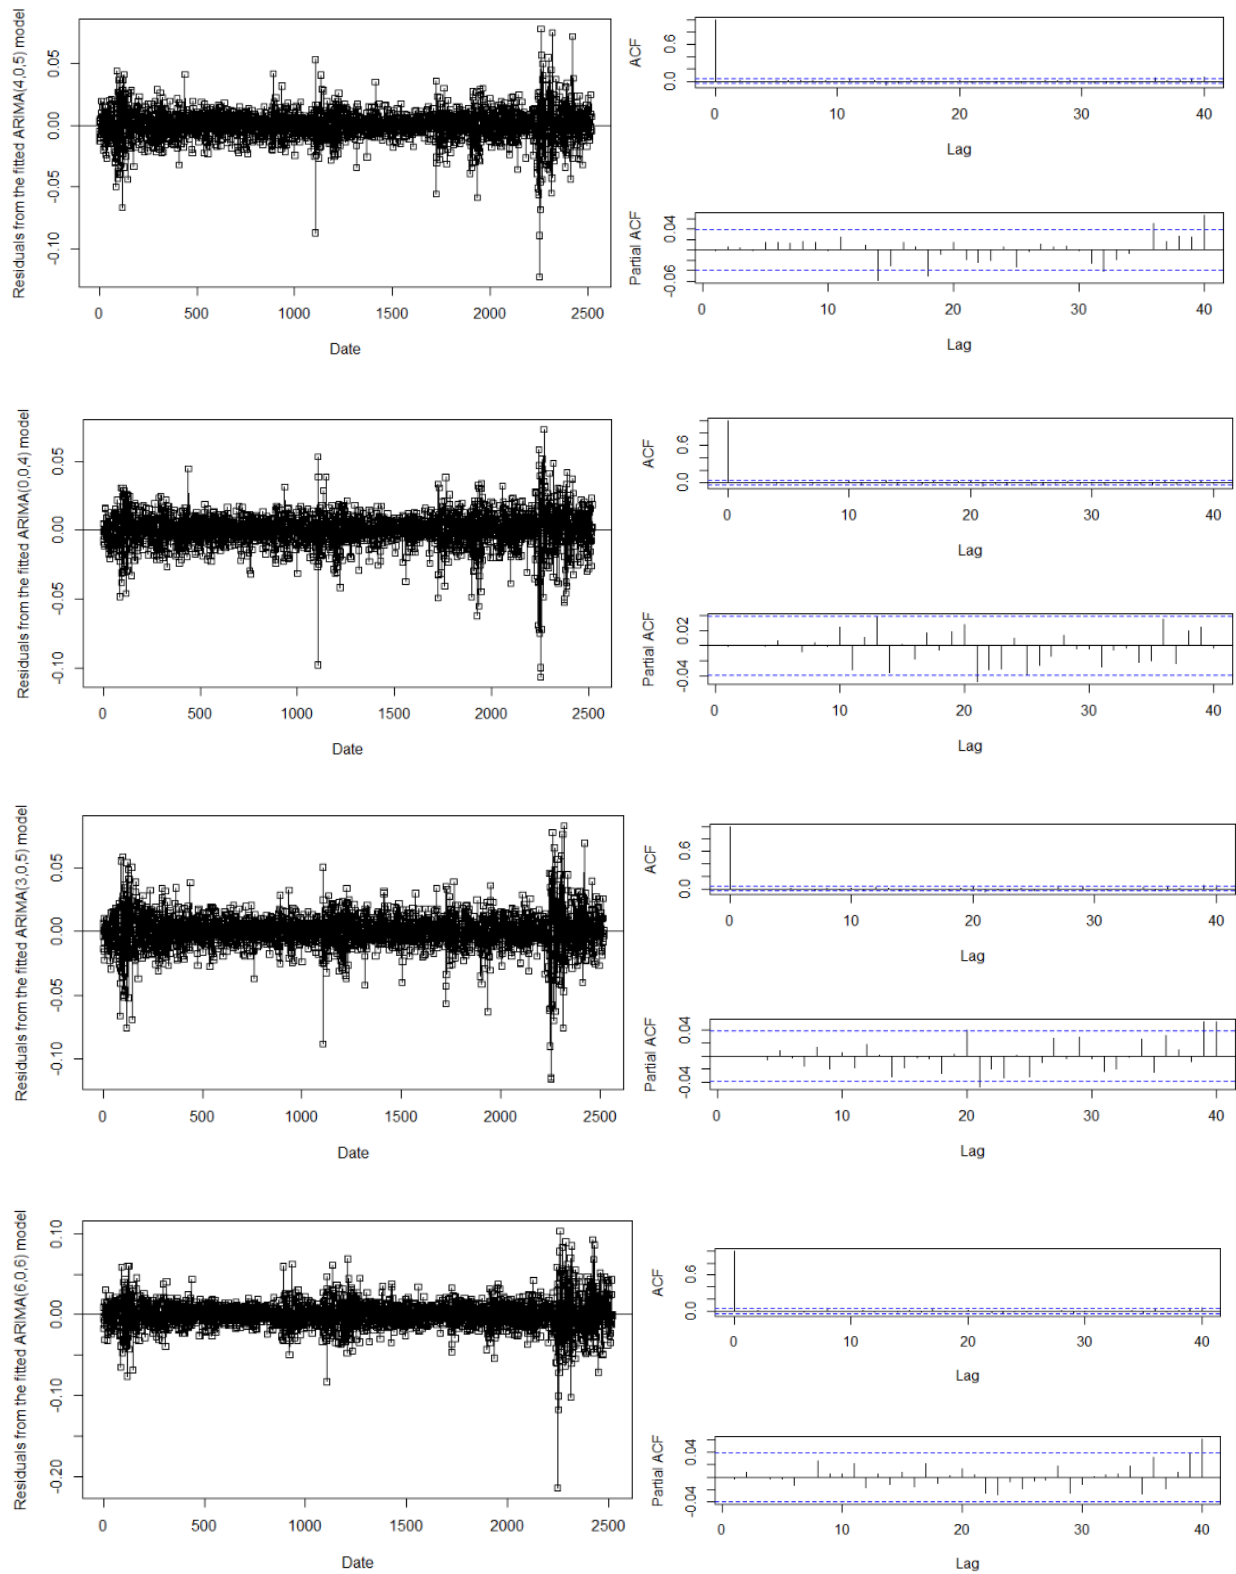 Residuals from the fitted ARIMA(4,0,5) model
0.05
0.00
-0.05
-0.10
0 500 1000 1500 2000 2500
Date
ACF
0.6
0.0
0 10 20 30 40
Lag
Partial ACF
0.04
-0.06
0 10 20 30 40
Lag
Residuals from the fitted ARIMA(0,0,4) model
0.05
0.00
-0.05
-0.10
0 500 1000 1500 2000 2500
Date
ACF
0.6
0.0
0 10 20 30 40
Lag
Partial ACF
0.02
-0.04
0 10 20 30 40
Lag
Residuals from the fitted ARIMA(3,0,5) model
0.05
0.00
-0.05
-0.10
0 500 1000 1500 2000 2500
Date
ACF
0.6
0.0
0 10 20 30 40
Lag
Partial ACF
0.04
-0.04
0 10 20 30 40
Lag
Residuals from the fitted ARIMA(6,0,6) model
0.10
0.00
-0.10
-0.20
0 500 1000 1500 2000 2500
Date
ACF
0.6
0.0
0 10 20 30 40
Lag
Partial ACF
0.04
-0.04
0 10 20 30 40
Lag